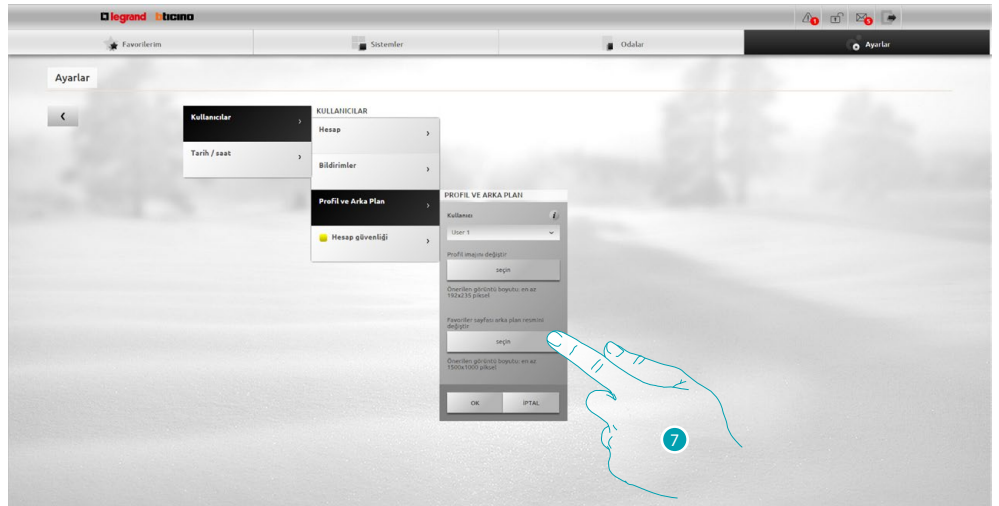 legrand bticino
1
5
Favorilerim
Sistemler
Odalar
Ayarlar
Ayarlar
Kullanıcılar
Tarih / saat
KULLANICILAR
Hesap
Bildirimler
Profil ve Arka Plan
Hesap güvenliği
PROFIL VE ARKA PLAN
Kullanıcı
i
User 1
Profil imajını değiştir
seçin
Önerilen görüntü boyutu: en az
192x235 piksel
Favoriler sayfası arka plan resmini
değiştir
seçin
Önerilen görüntü boyutu: en az
1500x1000 piksel
OK
İPTAL
7